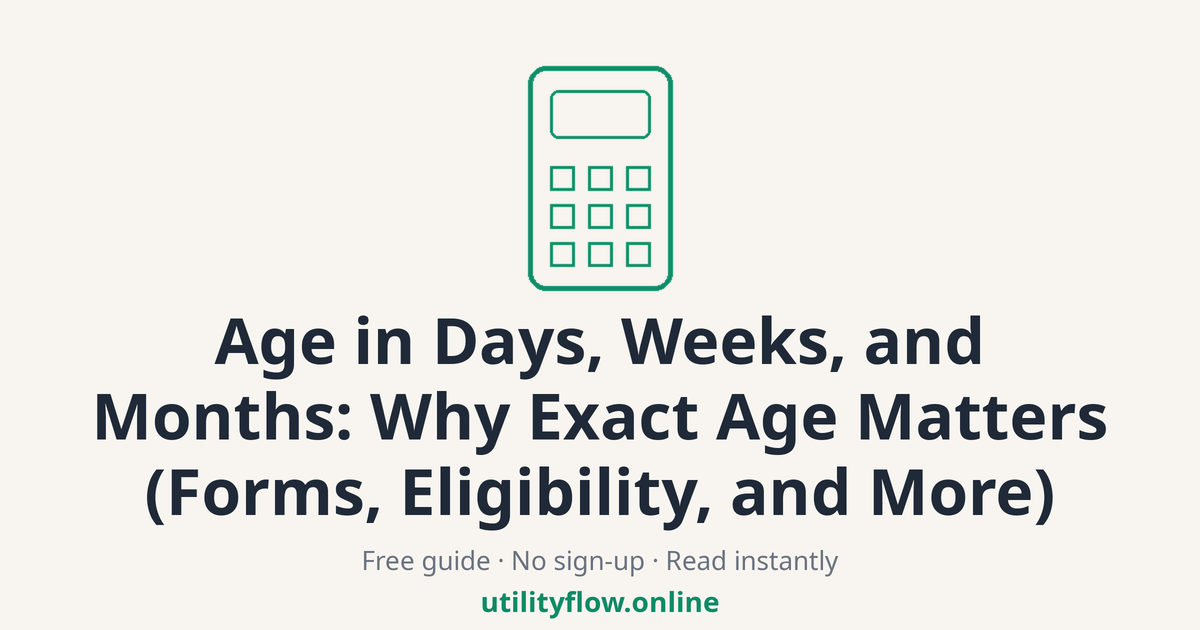 Age in Days, Weeks, and
Months: Why Exact Age Matters
(Forms, Eligibility, and More)
Free guide · No sign-up · Read instantly
utilityflow.online